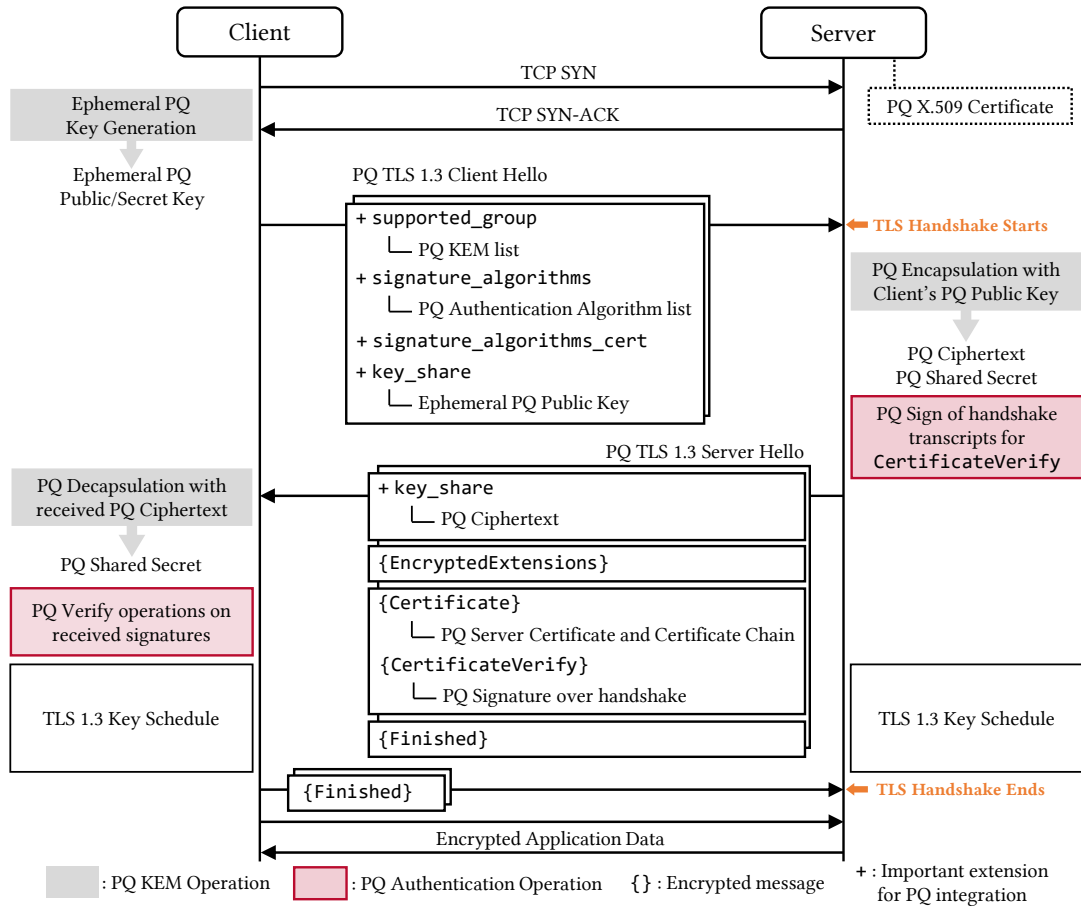 Client
Server
TCP SYN
PQ X.509 Certificate
Ephemeral PQ
Key Generation
TCP SYN-ACK
Ephemeral PQ
Public/Secret Key
PQ TLS 1.3 Client Hello
+ supported_group
PQ KEM list
+ signature_algorithms
PQ Authentication Algorithm list
+ signature_algorithms_cert
+ key_share
Ephemeral PQ Public Key
TLS Handshake Starts
PQ Encapsulation with
Client's PQ Public Key
PQ Ciphertext
PQ Shared Secret
PQ Sign of handshake
transcripts for
CertificateVerify
PQ TLS 1.3 Server Hello
+ key_share
PQ Ciphertext
{EncryptedExtensions}
{Certificate}
PQ Server Certificate and Certificate Chain
{CertificateVerify}
PQ Signature over handshake
{Finished}
PQ Decapsulation with
received PQ Ciphertext
PQ Shared Secret
PQ Verify operations on
received signatures
TLS 1.3 Key Schedule
TLS 1.3 Key Schedule
{Finished}
TLS Handshake Ends
Encrypted Application Data
: PQ KEM Operation
: PQ Authentication Operation
{} : Encrypted message
+ : Important extension
for PQ integration